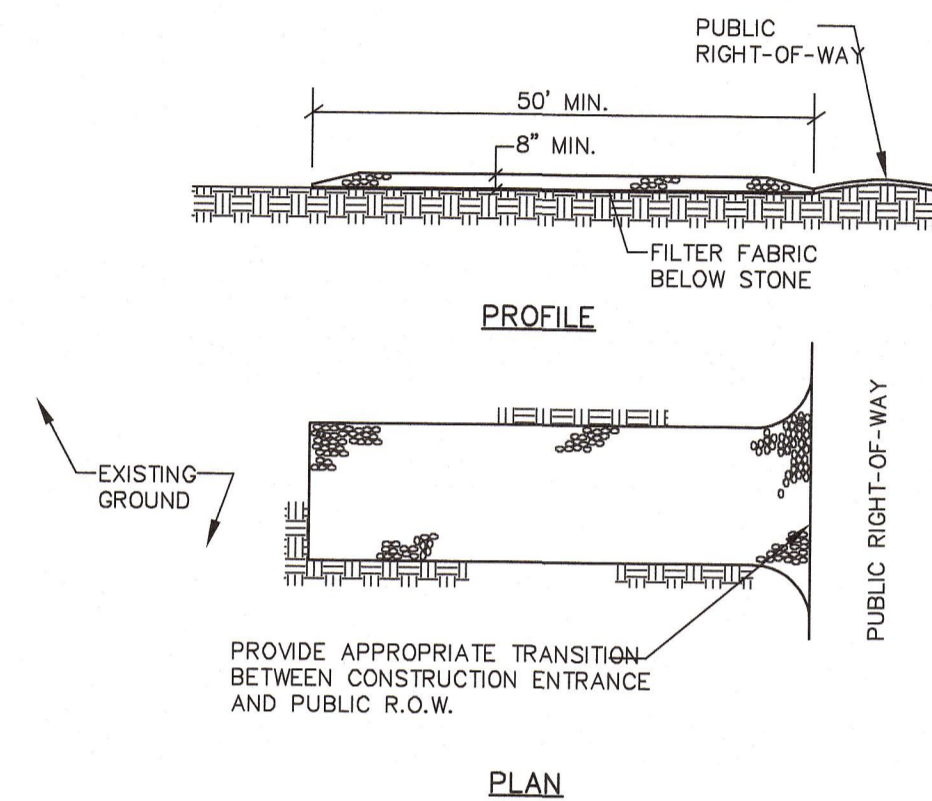 PUBLIC
RIGHT-OF-WAY
50' MIN.
8" MIN.
FILTER FABRIC
BELOW STONE
PROFILE
EXISTING
GROUND
PUBLIC RIGHT-OF-WAY
PROVIDE APPROPRIATE TRANSITION
BETWEEN CONSTRUCTION ENTRANCE
AND PUBLIC R.O.W.
PLAN